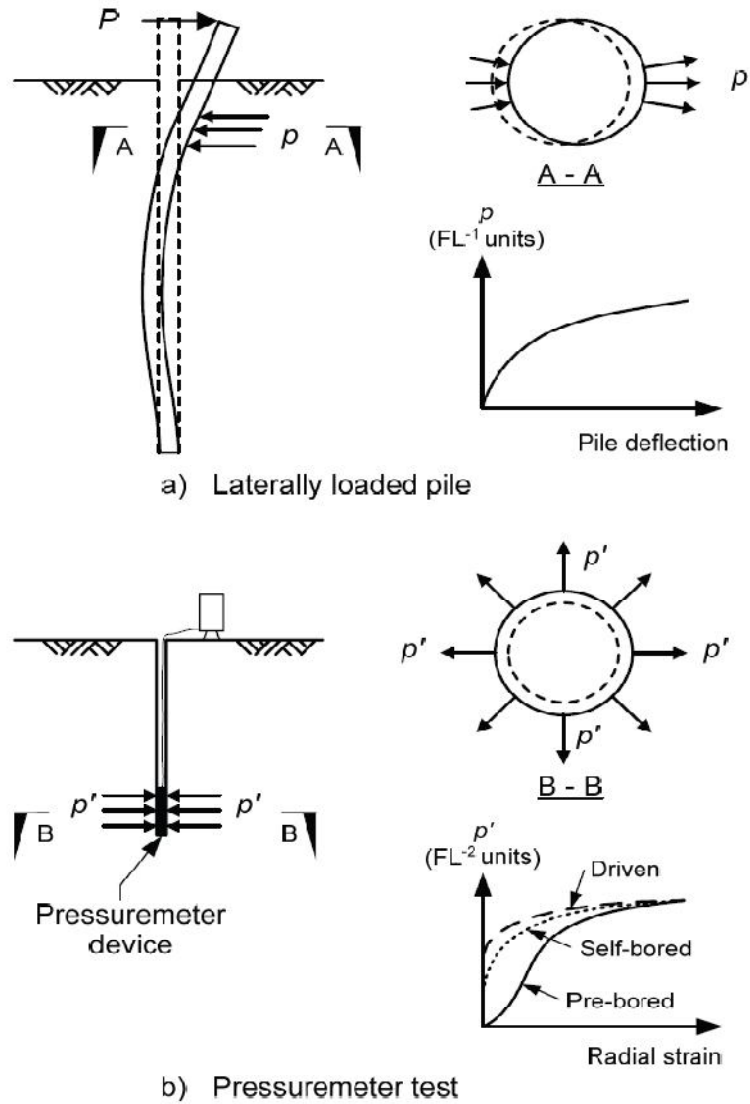 P
A
p
A
p
A - A
p
(FL⁻¹ units)
Pile deflection
a) Laterally loaded pile
p'
p'
p'
p'
B - B
p'
p'
B
B
Pressuremeter
device
p'
(FL⁻² units)
Driven
Self-bored
Pre-bored
Radial strain
b) Pressuremeter test